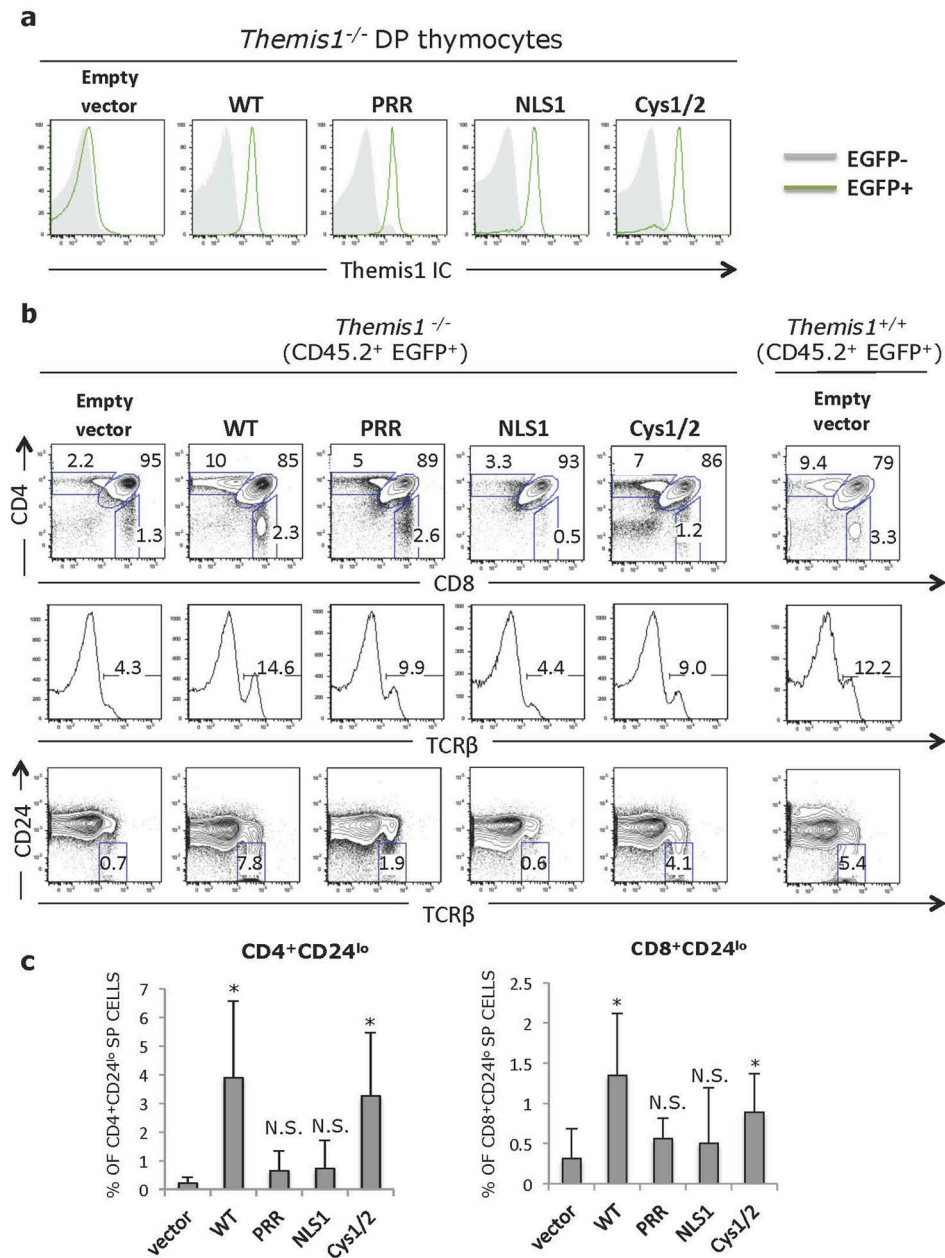 a
Themis1-/- DP thymocytes
Empty vector
WT
PRR
NLS1
Cys1/2
EGFP-
EGFP+
Themis1 IC
b
Themis1 -/-
(CD45.2+ EGFP+)
Themis1+/+
(CD45.2+ EGFP+)
Empty vector
WT
PRR
NLS1
Cys1/2
Empty vector
CD4
2.2 95 1.3
10 85 2.3
5 89 2.6
3.3 93 0.5
7 86 1.2
9.4 79 3.3
CD8
4.3 14.6 9.9 4.4 9.0 12.2
TCRβ
CD24
0.7 7.8 1.9 0.6 4.1 5.4
TCRβ
c
CD4+CD24lo
% OF CD4+CD24lo SP CELLS
7
6
5
4
3
2
1
0
* N.S. N.S. *
vector WT PRR NLS1 Cys1/2
CD8+CD24lo
% OF CD8+CD24lo SP CELLS
2.5
2
1.5
1
0.5
0
* N.S. N.S. *
vector WT PRR NLS1 Cys1/2